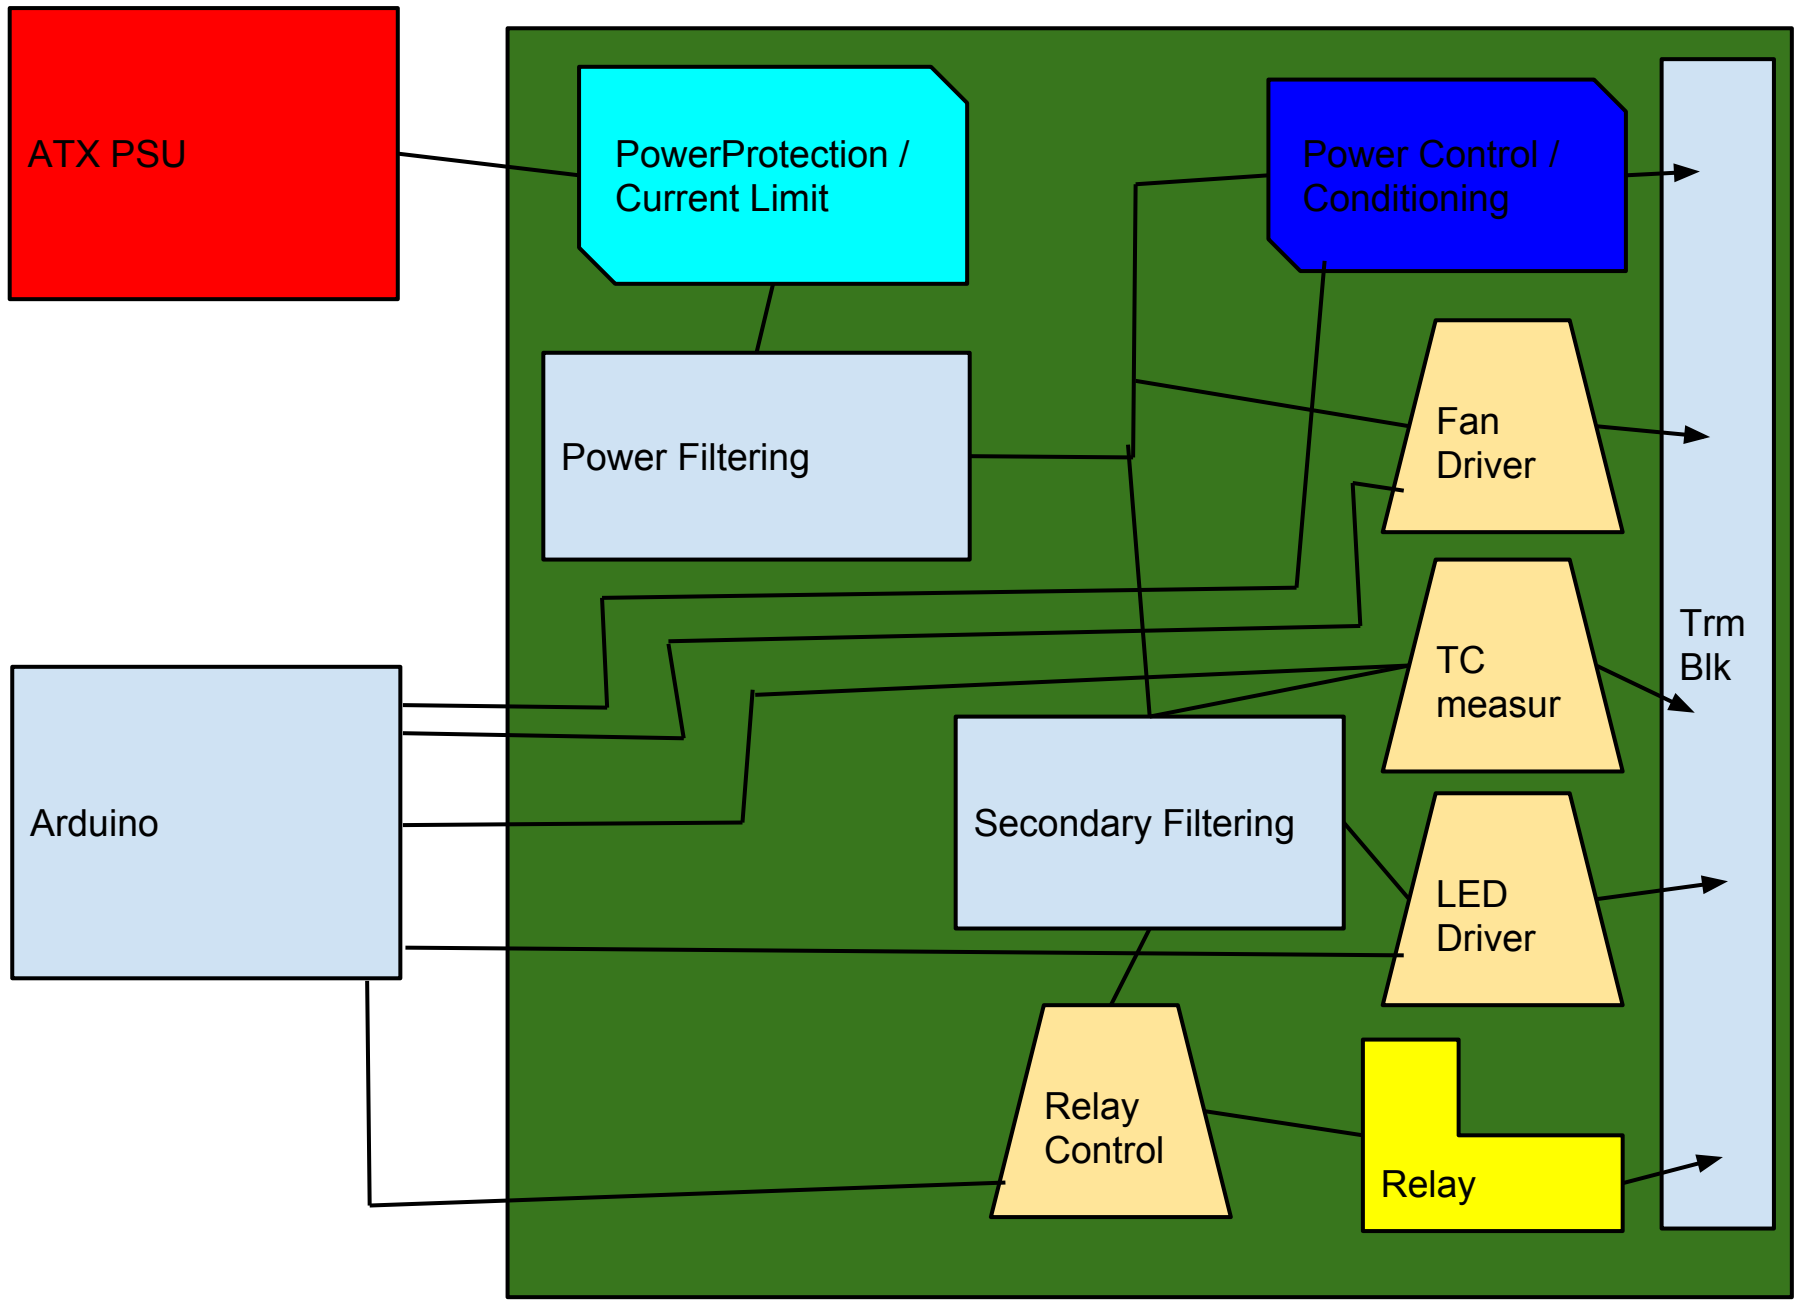 ATX PSU
PowerProtection /
Current Limit
Power Control /
Conditioning
Power Filtering
Fan
Driver
Trm
Blk
TC
measur
Arduino
Secondary Filtering
LED
Driver
Relay
Control
Relay